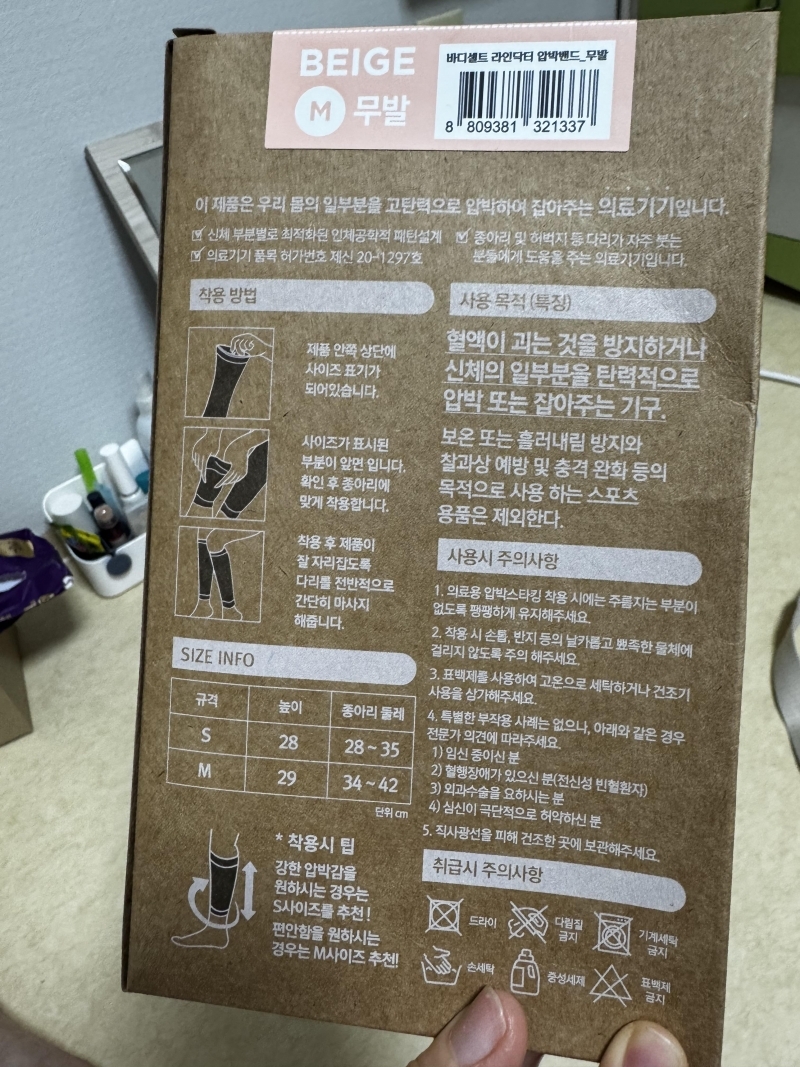 BEIGE
M 무발
바디셀트 라인닥터 압박밴드_무발
8 809381 321337
이 제품은 우리 몸의 일부분을 고탄력으로 압박하여 잡아주는 의료기기입니다.
신체 부분별로 최적화된 인체공학적 패턴설계
의료기기 품목 허가번호 제신 20-1297호
종아리 및 허벅지 등 다리가 자주 붓는
분들에게 도움을 주는 의료기기입니다.
착용 방법
제품 안쪽 상단에
사이즈 표기가
되어있습니다.
사이즈가 표시된
부분이 앞면 입니다.
확인 후 종아리에
맞게 착용합니다.
착용 후 제품이
잘 자리잡도록
다리를 전반적으로
간단히 마사지
해줍니다.
SIZE INFO
규격 높이 종아리 둘레
S 28 28~35
M 29 34~42
단위 cm
* 착용시 팁
강한 압박감을
원하시는 경우는
S사이즈를 추천!
편안함을 원하시는
경우는 M사이즈 추천!
사용 목적 (특징)
혈액이 괴는 것을 방지하거나
신체의 일부분을 탄력적으로
압박 또는 잡아주는 기구.
보온 또는 흘러내림 방지와
찰과상 예방 및 충격 완화 등의
목적으로 사용 하는 스포츠
용품은 제외한다.
사용시 주의사항
1. 의료용 압박스타킹 착용 시에는 주름지는 부분이
없도록 팽팽하게 유지해주세요.
2. 착용 시 손톱, 반지 등의 날카롭고 뾰족한 물체에
걸리지 않도록 주의 해주세요.
3. 표백제를 사용하여 고온으로 세탁하거나 건조기
사용을 삼가해주세요.
4. 특별한 부작용 사례는 없으나, 아래와 같은 경우
전문가 의견에 따라주세요.
1) 임신 중이신 분
2) 혈행장애가 있으신 분(전신성 빈혈환자)
3) 외과수술을 요하시는 분
4) 심신이 극단적으로 허약하신 분
5. 직사광선을 피해 건조한 곳에 보관해주세요.
취급시 주의사항
드라이
다림질
금지
기계세탁
금지
손세탁
중성세제
표백제
금지